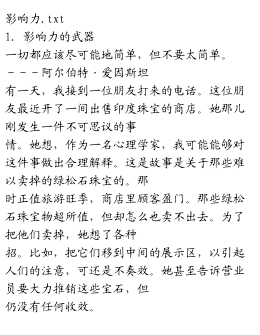 影响力.txt
1. 影响力的武器
一切都应该尽可能地简单，但不要太简单。
---阿尔伯特·爱因斯坦
有一天，我接到一位朋友打来的电话。这位朋
友最近开了一间出售印度珠宝的商店。她那儿
刚发生一件不可思议的事
情。她想，作为一名心理学家，我可能能够对
这件事做出合理解释。这是故事是关于那些难
以卖掉的绿松石珠宝的。那
时正值旅游旺季，商店里顾客盈门。那些绿松
石珠宝物超所值，但却怎么也卖不出去。为了
把他们卖掉，她想了各种
招。比如，把它们移到中间的展示区，以引起
人们的注意，可还是不奏效。她甚至告诉营业
员要大力推销这些宝石，但
仍没有任何收效。